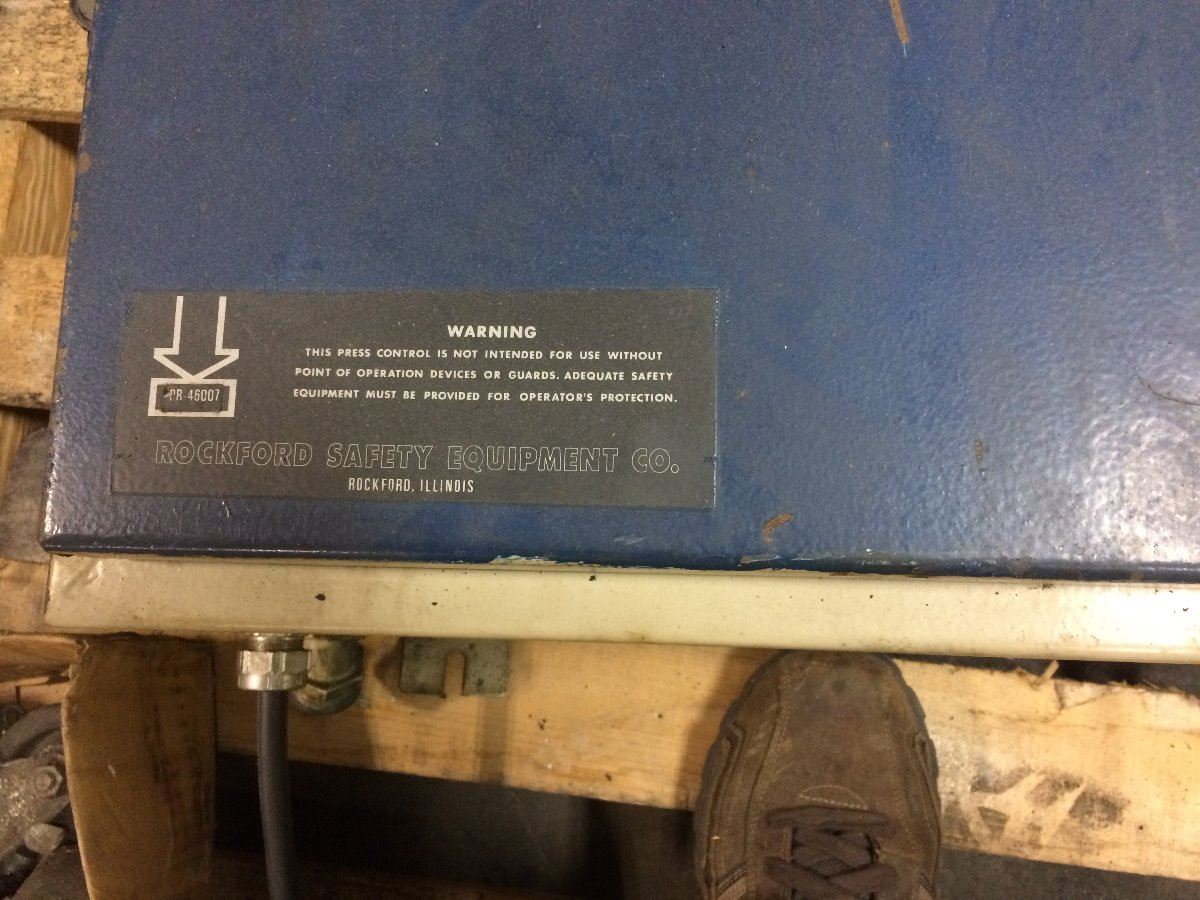 WARNING
THIS PRESS CONTROL IS NOT INTENDED FOR USE WITHOUT
POINT OF OPERATION DEVICES OR GUARDS. ADEQUATE SAFETY
EQUIPMENT MUST BE PROVIDED FOR OPERATOR'S PROTECTION.
PR-46007
ROCKFORD SAFETY EQUIPMENT CO.
ROCKFORD, ILLINOIS